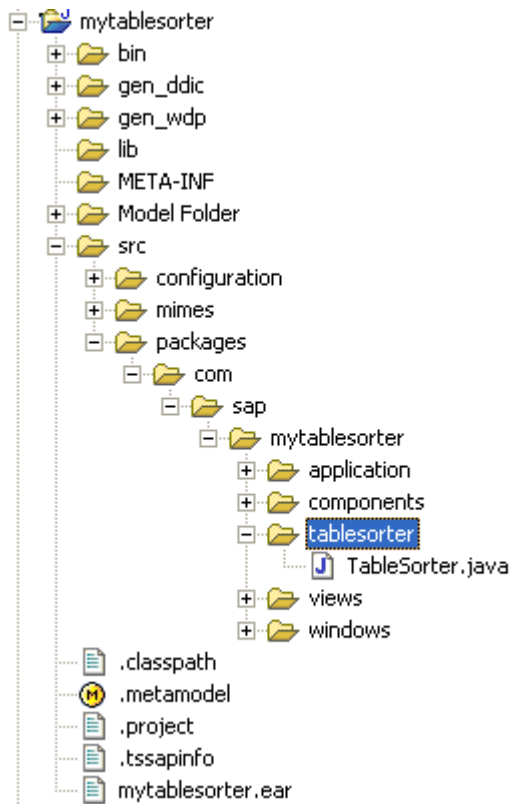 mytablesorter
bin
gen_ddic
gen_wdp
lib
META-INF
Model Folder
src
configuration
mimes
packages
com
sap
mytablesorter
application
components
tablesorter
TableSorter.java
views
windows
.classpath
.metamodel
.project
.tssapinfo
mytablesorter.ear